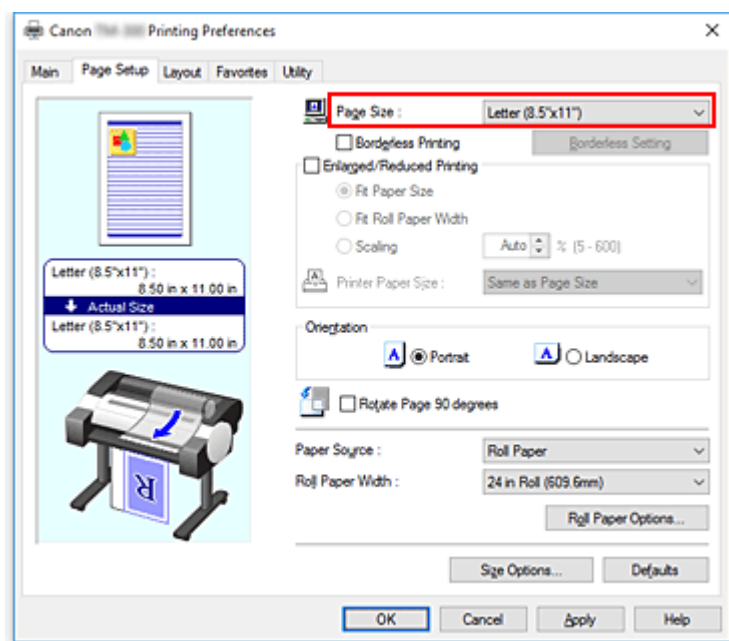 Canon Printing Preferences
Main Page Setup Layout Favorites Utility
Page Size : Letter (8.5"x11")
Borderless Printing Borderless Setting
Enlarged/Reduced Printing
Fit Paper Size
Fit Roll Paper Width
Scaling Auto % (5 - 600)
Printer Paper Size : Same as Page Size
Letter (8.5"x11") :
8.50 in x 11.00 in
Actual Size
Letter (8.5"x11") :
8.50 in x 11.00 in
Orientation
A Portrait A Landscape
Rotate Page 90 degrees
Paper Source : Roll Paper
Roll Paper Width : 24 in Roll (609.6mm)
R
Roll Paper Options...
Size Options... Defaults
OK Cancel Apply Help